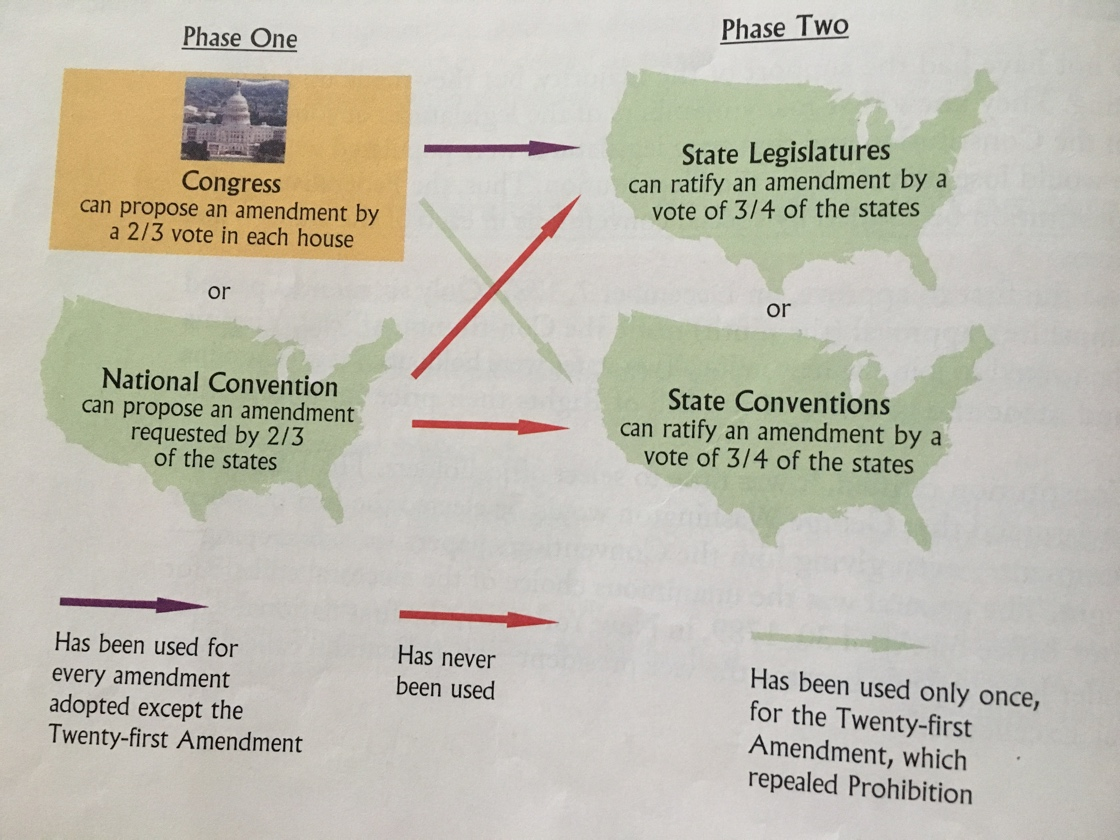 Phase One
Phase Two
Congress
can propose an amendment by
a 2/3 vote in each house
or
National Convention
can propose an amendment
requested by 2/3
of the states
State Legislatures
can ratify an amendment by a
vote of 3/4 of the states
or
State Conventions
can ratify an amendment by a
vote of 3/4 of the states
Has been used for
every amendment
adopted except the
Twenty-first Amendment
Has never
been used
Has been used only once,
for the Twenty-first
Amendment, which
repealed Prohibition